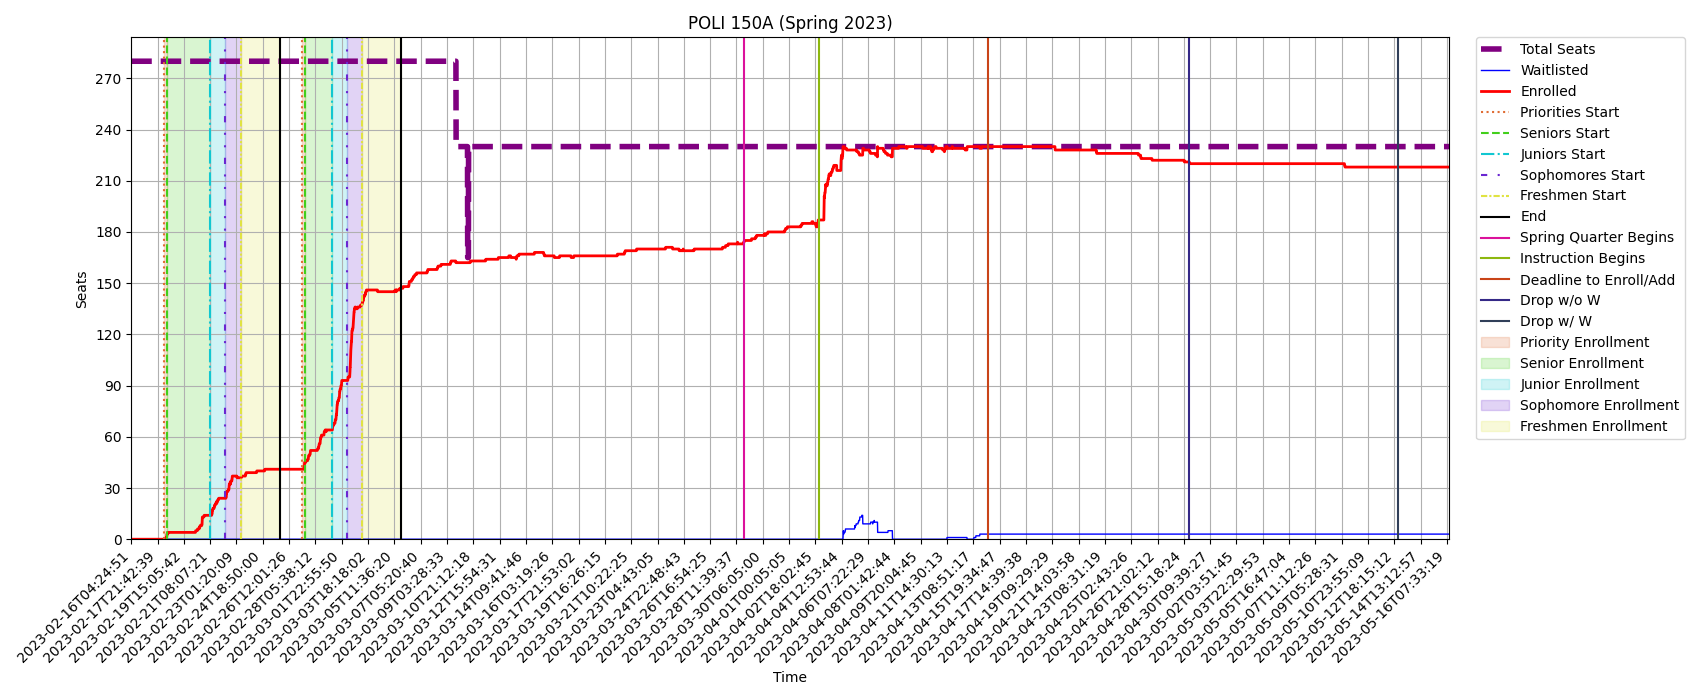 POLI 150A (Spring 2023)
Seats
270
240
210
180
150
120
90
60
30
0
2023-02-16T04:24:51
2023-02-17T21:42:39
2023-02-19T15:05:42
2023-02-21T08:07:21
2023-02-23T01:20:09
2023-02-24T18:50:00
2023-02-26T12:01:26
2023-02-28T05:38:12
2023-03-01T22:55:50
2023-03-03T18:18:02
2023-03-05T11:36:20
2023-03-07T05:20:40
2023-03-09T03:28:33
2023-03-10T21:12:18
2023-03-12T15:54:31
2023-03-14T09:41:46
2023-03-16T03:19:26
2023-03-17T21:53:02
2023-03-19T16:26:15
2023-03-21T10:22:25
2023-03-23T04:43:05
2023-03-24T22:48:43
2023-03-26T16:54:25
2023-03-28T11:39:37
2023-03-30T06:05:00
2023-04-01T00:05:05
2023-04-02T18:02:45
2023-04-04T12:53:44
2023-04-06T07:22:29
2023-04-08T01:42:44
2023-04-09T20:04:45
2023-04-11T14:30:13
2023-04-13T08:51:17
2023-04-15T19:34:47
2023-04-17T14:39:38
2023-04-19T09:29:29
2023-04-21T14:03:58
2023-04-23T08:31:19
2023-04-25T02:43:26
2023-04-26T21:02:12
2023-04-28T15:18:24
2023-04-30T09:39:27
2023-05-02T03:51:45
2023-05-03T22:29:53
2023-05-05T16:47:04
2023-05-07T11:12:26
2023-05-09T05:28:31
2023-05-10T23:55:09
2023-05-12T18:15:12
2023-05-14T13:12:57
2023-05-16T07:33:19
Time
Total Seats
Waitlisted
Enrolled
Priorities Start
Seniors Start
Juniors Start
Sophomores Start
Freshmen Start
End
Spring Quarter Begins
Instruction Begins
Deadline to Enroll/Add
Drop w/o W
Drop w/ W
Priority Enrollment
Senior Enrollment
Junior Enrollment
Sophomore Enrollment
Freshmen Enrollment